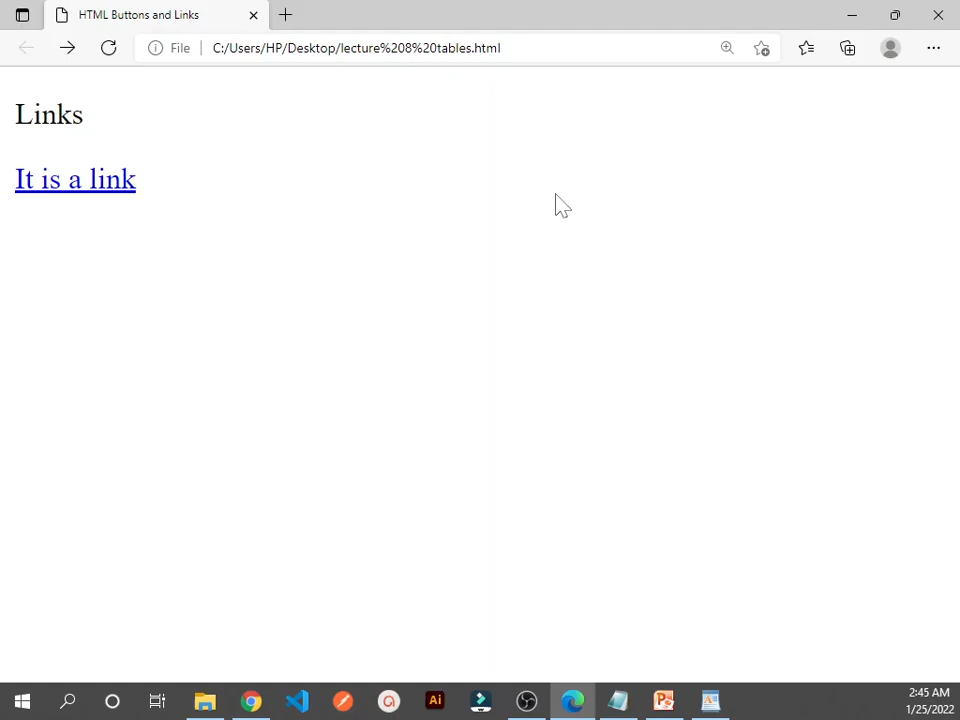 HTML Buttons and Links
File | C:/Users/HP/Desktop/lecture%208%20tables.html
Links
It is a link
Ai
2:45 AM
1/25/2022